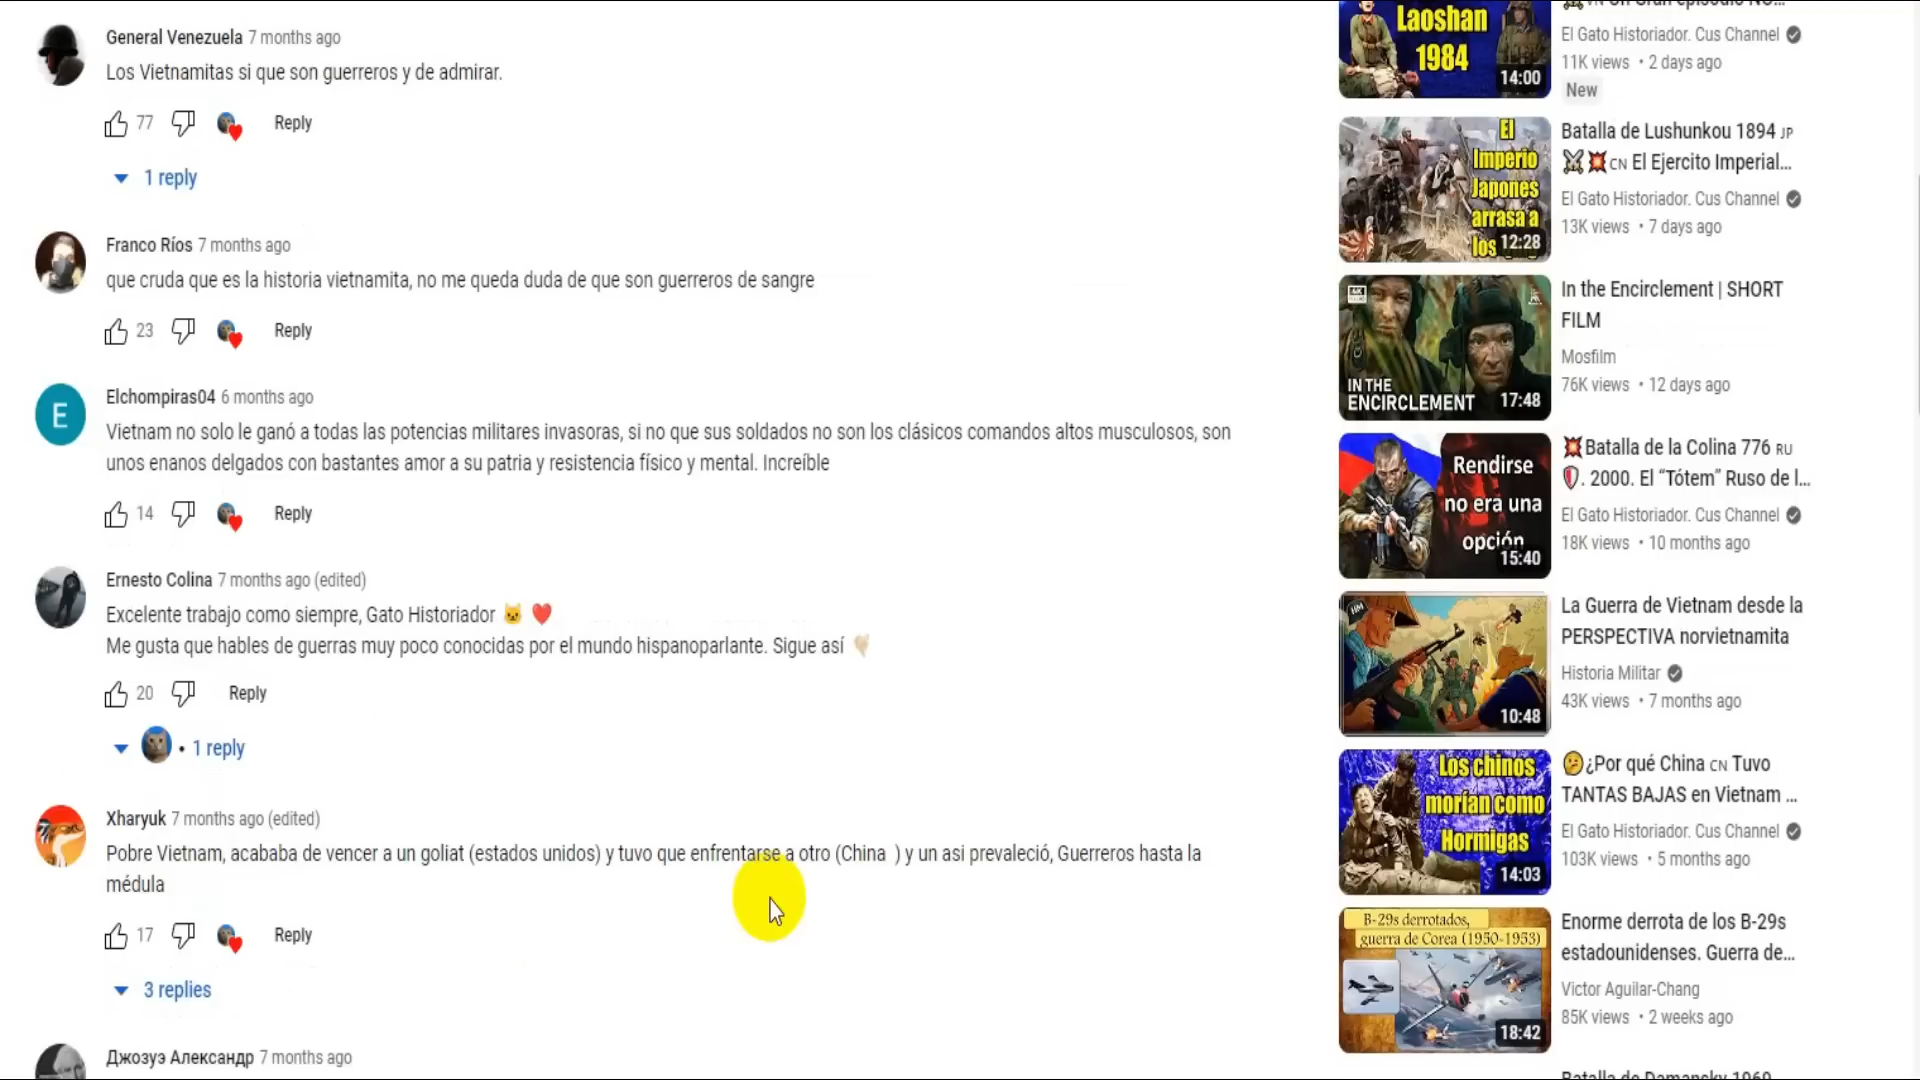 General Venezuela 7 months ago
Los Vietnamitas si que son guerreros y de admirar.
77 Reply
1 reply
Franco Ríos 7 months ago
que cruda que es la historia vietnamita, no me queda duda de que son guerreros de sangre
23 Reply
E
Elchompiras04 6 months ago
Vietnam no solo le ganó a todas las potencias militares invasoras, si no que sus soldados no son los clásicos comandos altos musculosos, son
unos enanos delgados con bastantes amor a su patria y resistencia físico y mental. Increíble
14 Reply
Ernesto Colina 7 months ago (edited)
Excelente trabajo como siempre, Gato Historiador 🐱 ❤️
Me gusta que hables de guerras muy poco conocidas por el mundo hispanoparlante. Sigue así
20 Reply
• 1 reply
Xharyuk 7 months ago (edited)
Pobre Vietnam, acababa de vencer a un goliat (estados unidos) y tuvo que enfrentarse a otro (China ) y un asi prevaleció, Guerreros hasta la
médula
17 Reply
3 replies
Джозуэ Александр 7 months ago
Laoshan
1984
14:00
El Gato Historiador. Cus Channel
11K views • 2 days ago
New
El
Imperio
Japones
arrasa a
los
12:28
Batalla de Lushunkou 1894 JP
⚔️💥CN El Ejercito Imperial...
El Gato Historiador. Cus Channel
13K views • 7 days ago
4K
IN THE
ENCIRCLEMENT
17:48
In the Encirclement | SHORT
FILM
Mosfilm
76K views • 12 days ago
Rendirse
no era una
opción
15:40
💥Batalla de la Colina 776 RU
🛡. 2000. El “Tótem” Ruso de l...
El Gato Historiador. Cus Channel
18K views • 10 months ago
HM
10:48
La Guerra de Vietnam desde la
PERSPECTIVA norvietnamita
Historia Militar
43K views • 7 months ago
Los chinos
morían como
Hormigas
14:03
🤔¿Por qué China CN Tuvo
TANTAS BAJAS en Vietnam ...
El Gato Historiador. Cus Channel
103K views • 5 months ago
B-29s derrotados,
guerra de Corea (1950-1953)
18:42
Enorme derrota de los B-29s
estadounidenses. Guerra de...
Victor Aguilar-Chang
85K views • 2 weeks ago
Batalla de Damansky 1969